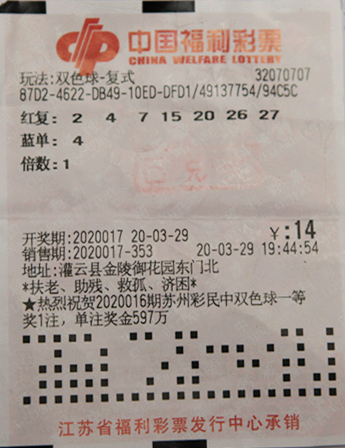 中国福利彩票
CHINA WELFARE LOTTERY
玩法:双色球-复式 32070707
87D2-4622-DB49-10ED-DFD1/49137754/94C5C
红复: 2 4 7 15 20 26 27
蓝单: 4
倍数:1
开奖期:2020017 20-03-29 ¥:14
销售期:2020017-353 20-03-29 19:44:54
地址:灌云县金陵御花园东门北
*扶老、助残、救孤、济困*
★热烈祝贺2020016期苏州彩民中双色球一等
奖1注，单注奖金597万
江苏省福利彩票发行中心承销